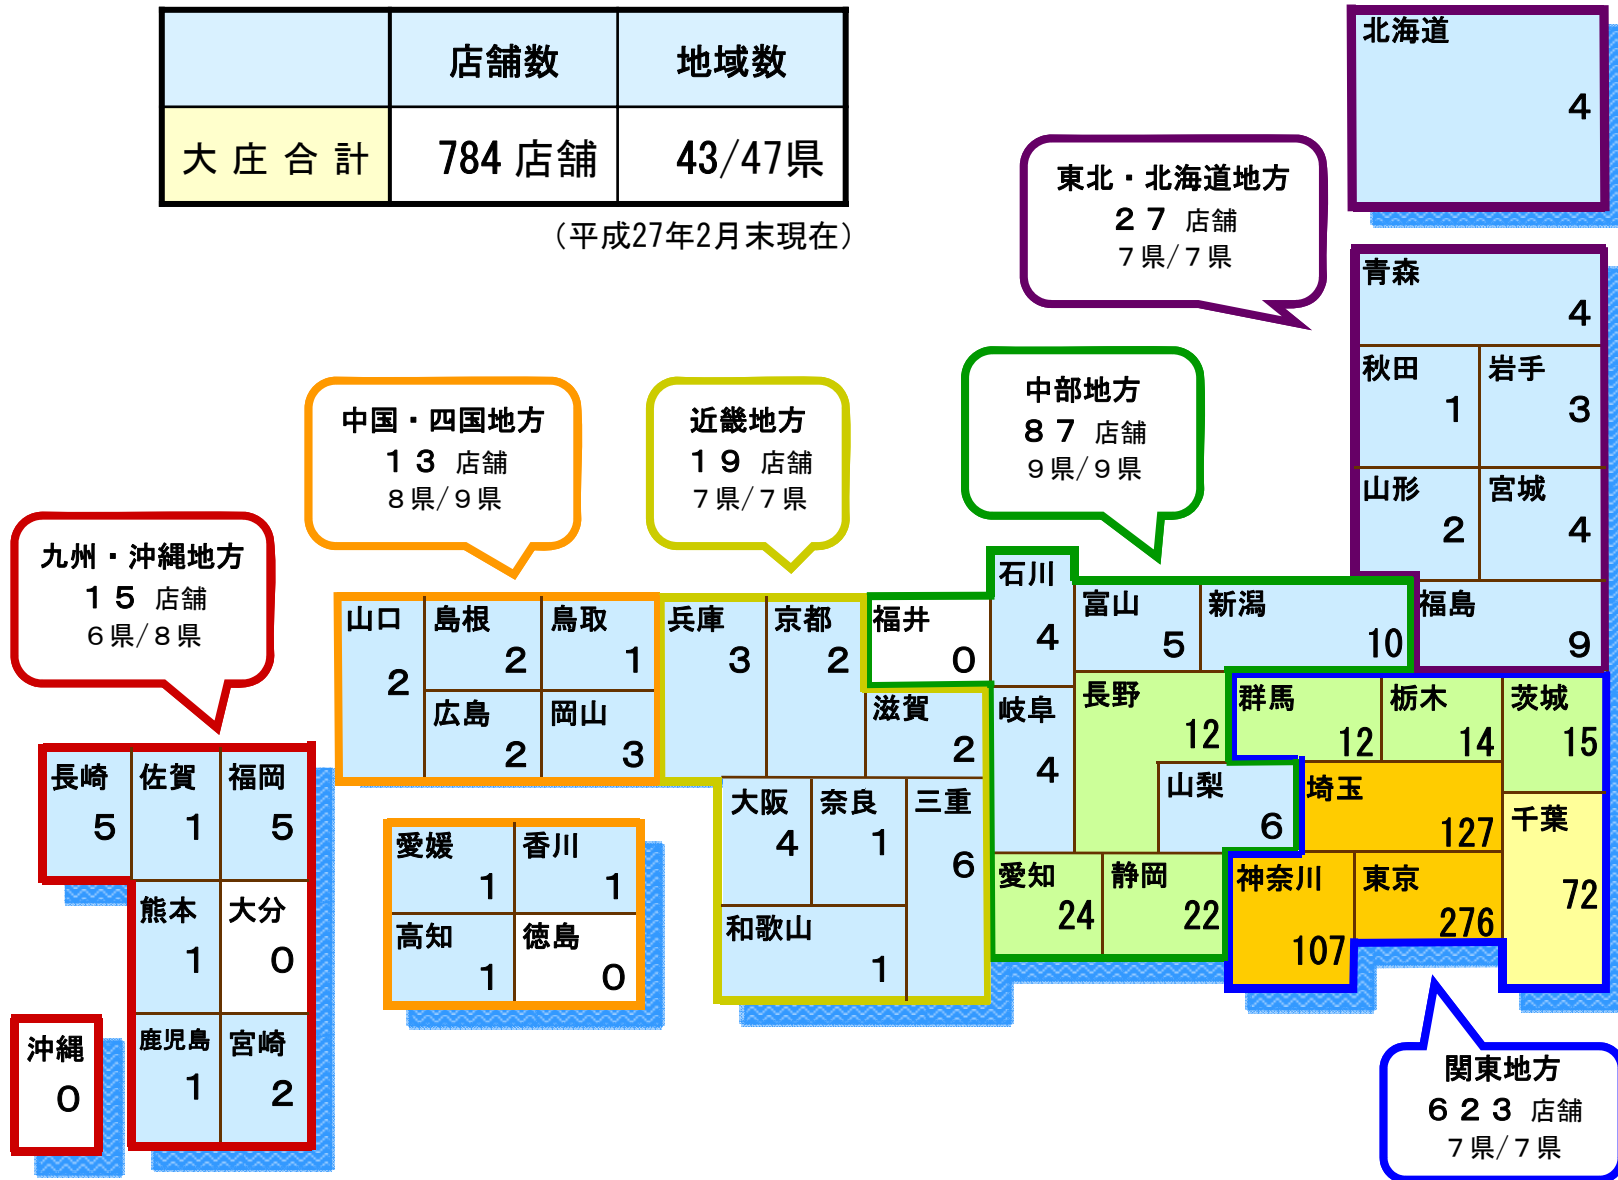 店舗数 地域数
大庄合計 784 店舗 43/47県
（平成27年2月末現在）
北海道
4
東北・北海道地方
27 店舗
7県/7県
青森
4
秋田 岩手
1 3
山形 宮城
2 4
福島
9
中部地方
87 店舗
9県/9県
石川
4
富山 新潟
5 10
福井
0
岐阜
4
長野
12
山梨
6
愛知 静岡
24 22
近畿地方
19 店舗
7県/7県
兵庫 京都
3 2
滋賀
2
大阪 奈良 三重
4 1 6
和歌山
1
中国・四国地方
13 店舗
8県/9県
山口 島根 鳥取
2 2 1
広島 岡山
2 3
愛媛 香川
1 1
高知 徳島
1 0
九州・沖縄地方
15 店舗
6県/8県
長崎 佐賀 福岡
5 1 5
熊本 大分
1 0
鹿児島 宮崎
1 2
沖縄
0
群馬 栃木 茨城
12 14 15
埼玉
127
千葉
72
神奈川 東京
107 276
関東地方
623 店舗
7県/7県